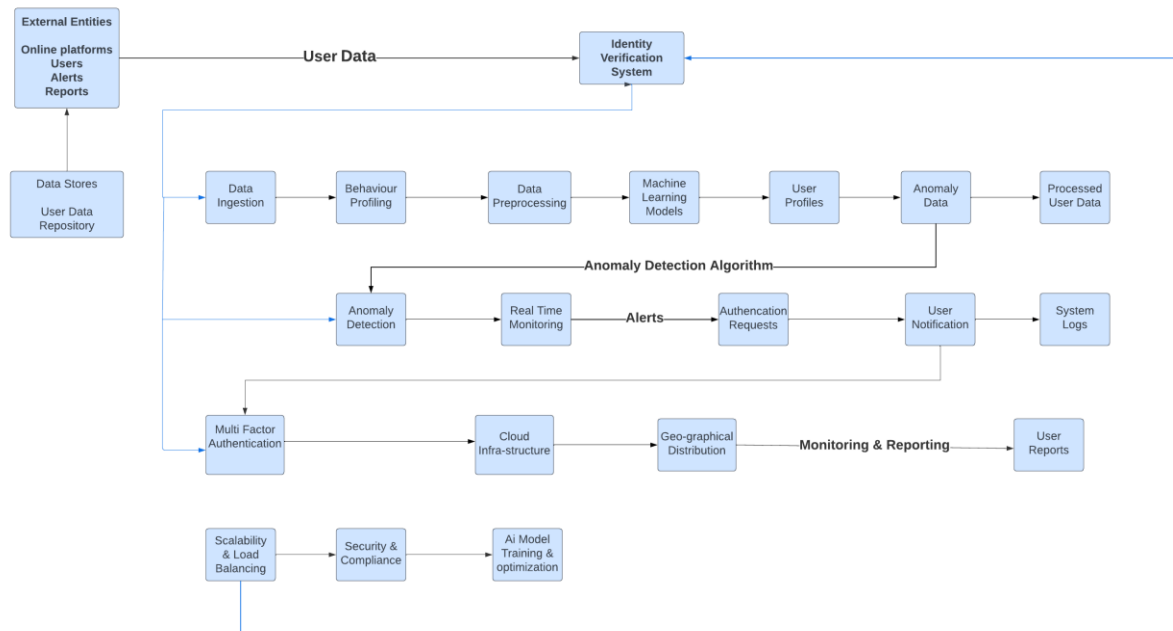 External Entities
Online platforms
Users
Alerts
Reports
User Data
Identity
Verification
System
Data Stores
User Data
Repository
Data
Ingestion
Behaviour
Profiling
Data
Preprocessing
Machine
Learning
Models
User
Profiles
Anomaly
Data
Processed
User Data
Anomaly Detection Algorithm
Anomaly
Detection
Real Time
Monitoring
Alerts
Authencation
Requests
User
Notification
System
Logs
Multi Factor
Authentication
Cloud
Infra-structure
Geo-graphical
Distribution
Monitoring & Reporting
User
Reports
Scalability
& Load
Balancing
Security &
Compliance
Ai Model
Training &
optimization